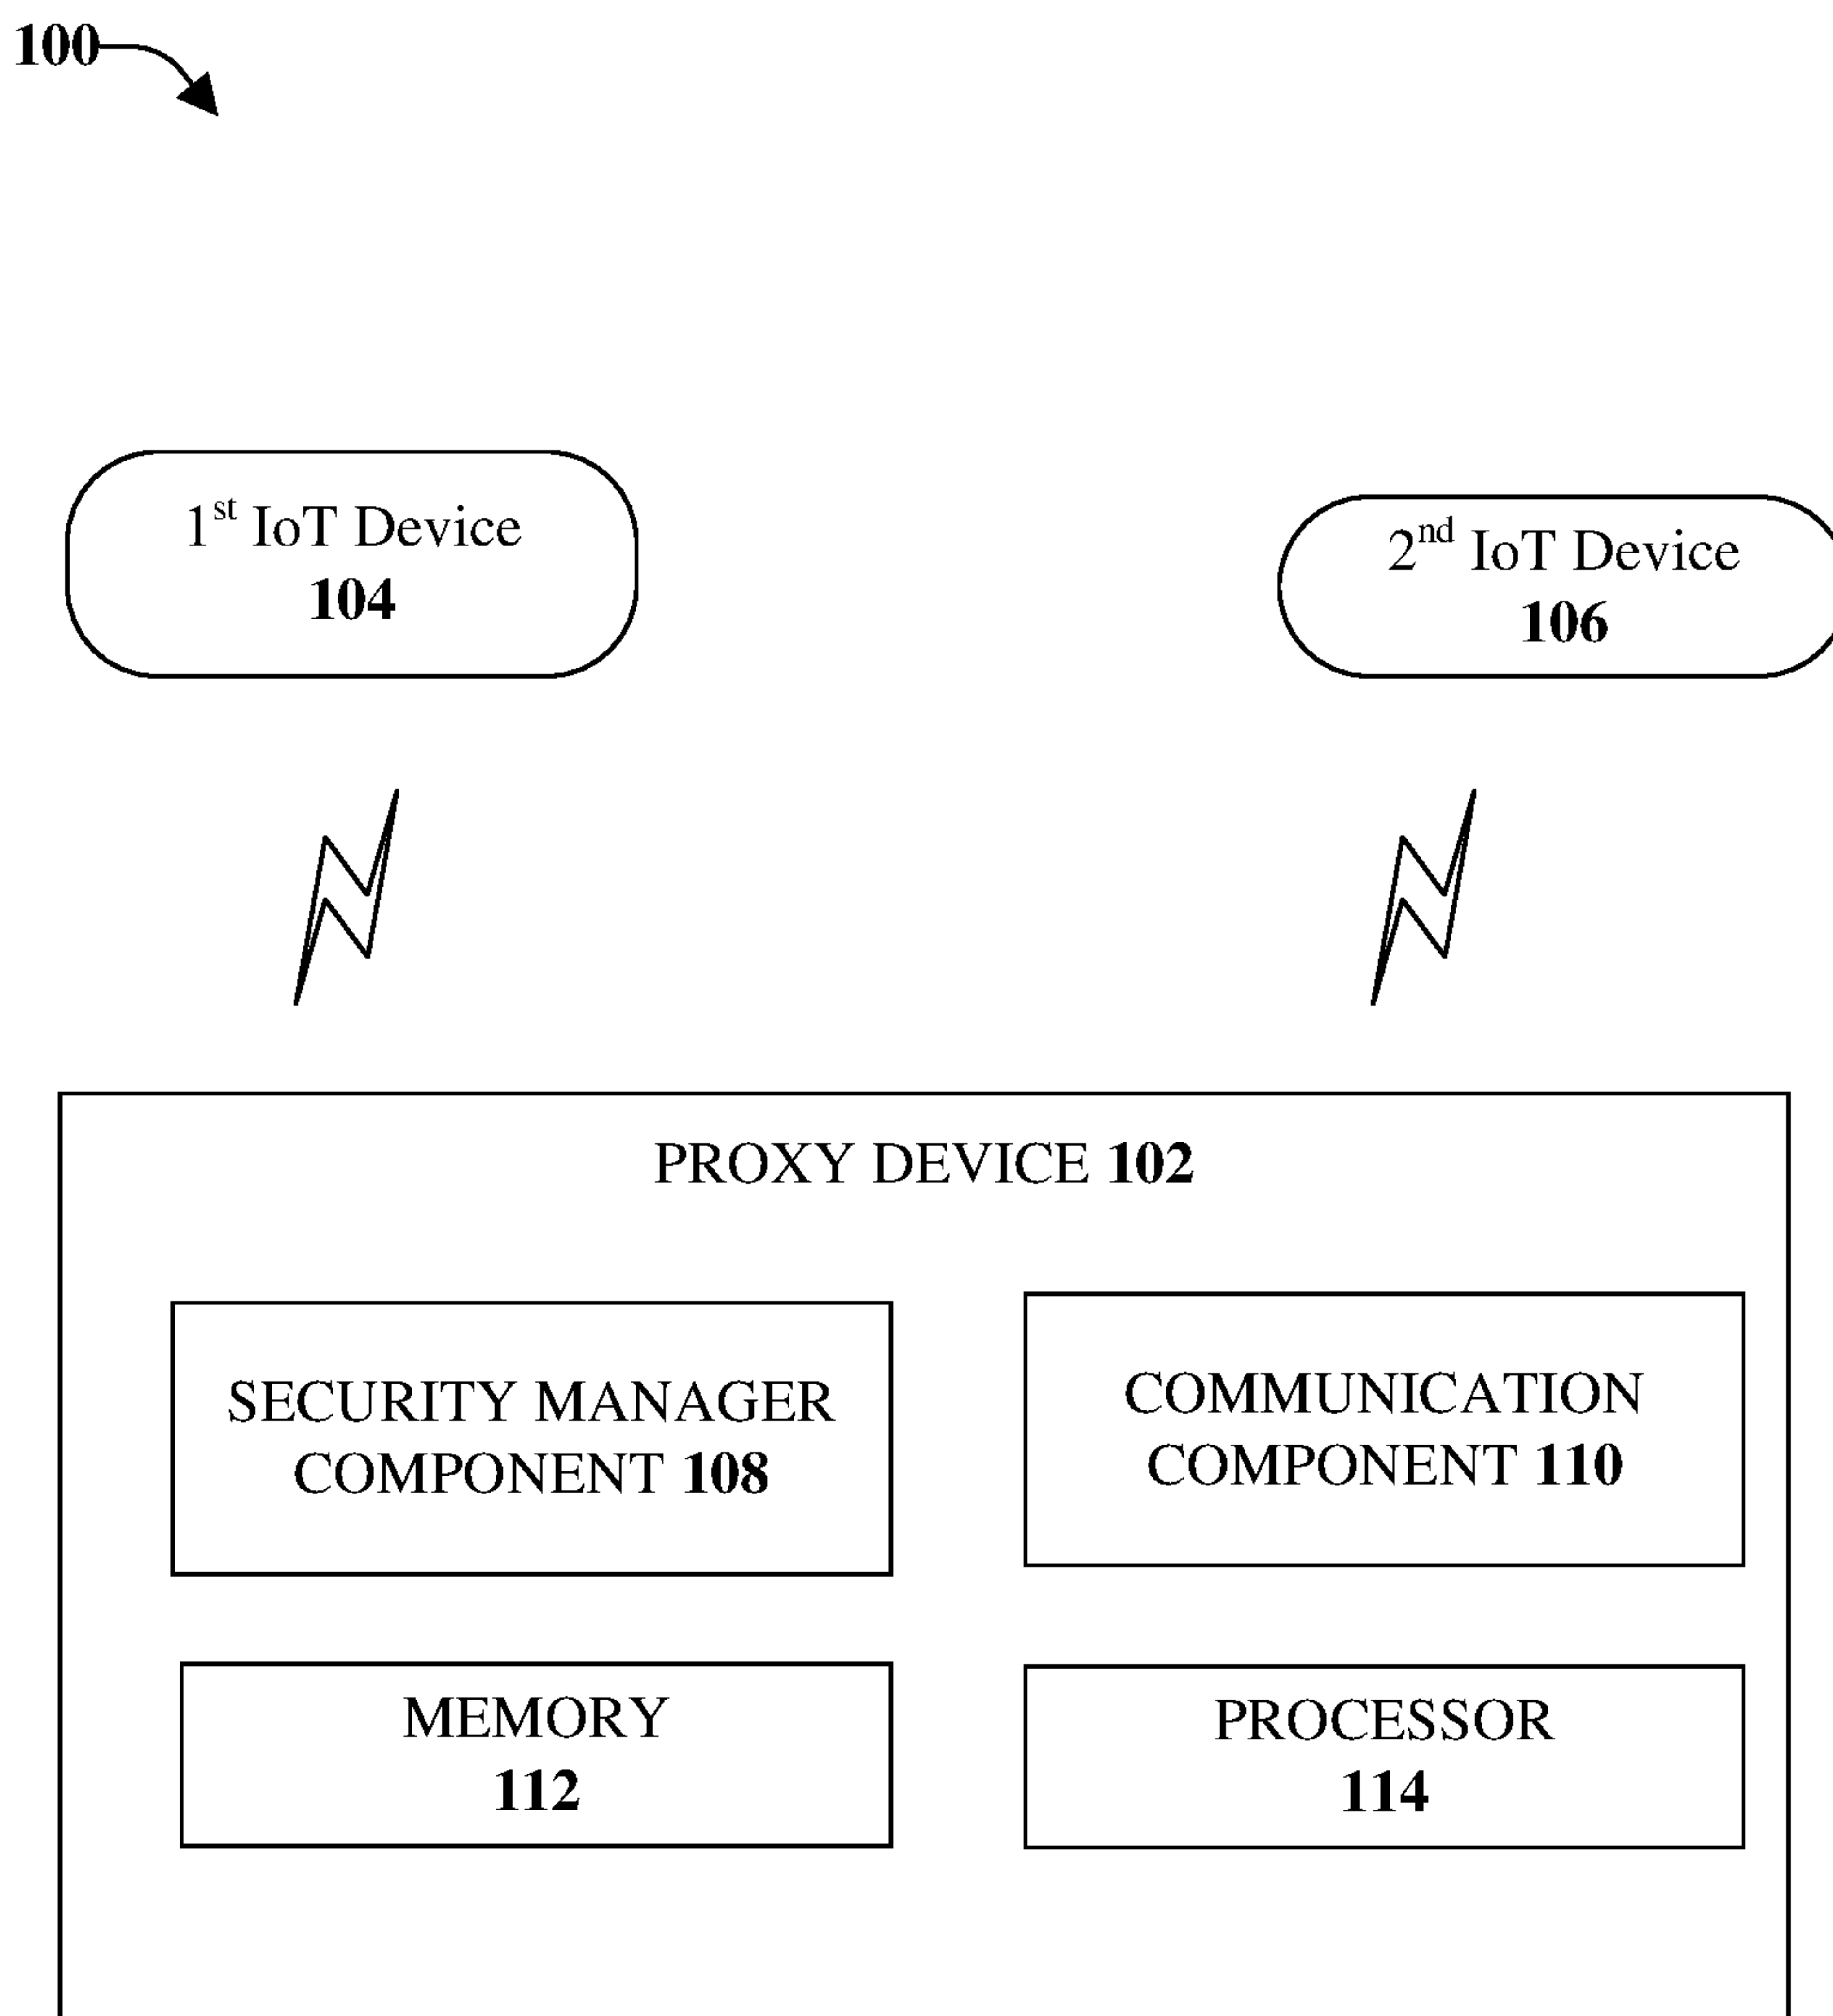 100
1st IoT Device
104
2nd IoT Device
106
PROXY DEVICE 102
SECURITY MANAGER
COMPONENT 108
COMMUNICATION
COMPONENT 110
MEMORY
112
PROCESSOR
114